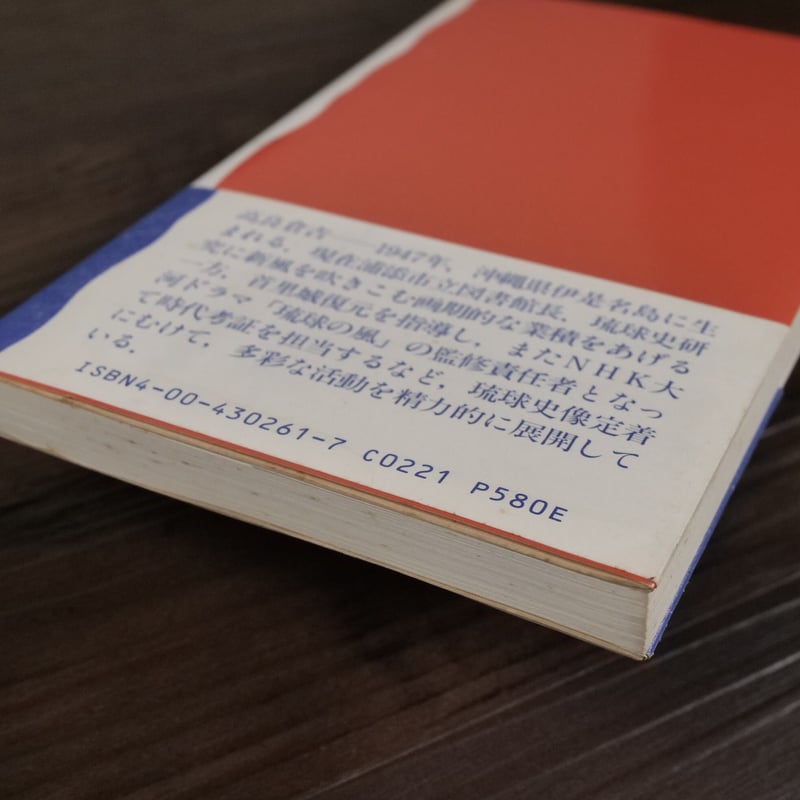 高良倉吉――1947年、沖縄県伊是名島に生
まれる。現在浦添市立図書館長。琉球史研
究に新風を吹きこむ画期的な業績をあげる
一方、首里城復元を指導し、またNHK大
河ドラマ「琉球の風」の監修責任者となっ
て時代考証を担当するなど、琉球史像定着
にむけて、多彩な活動を精力的に展開して
いる。
ISBN4-00-430261-7 C0221 P580E